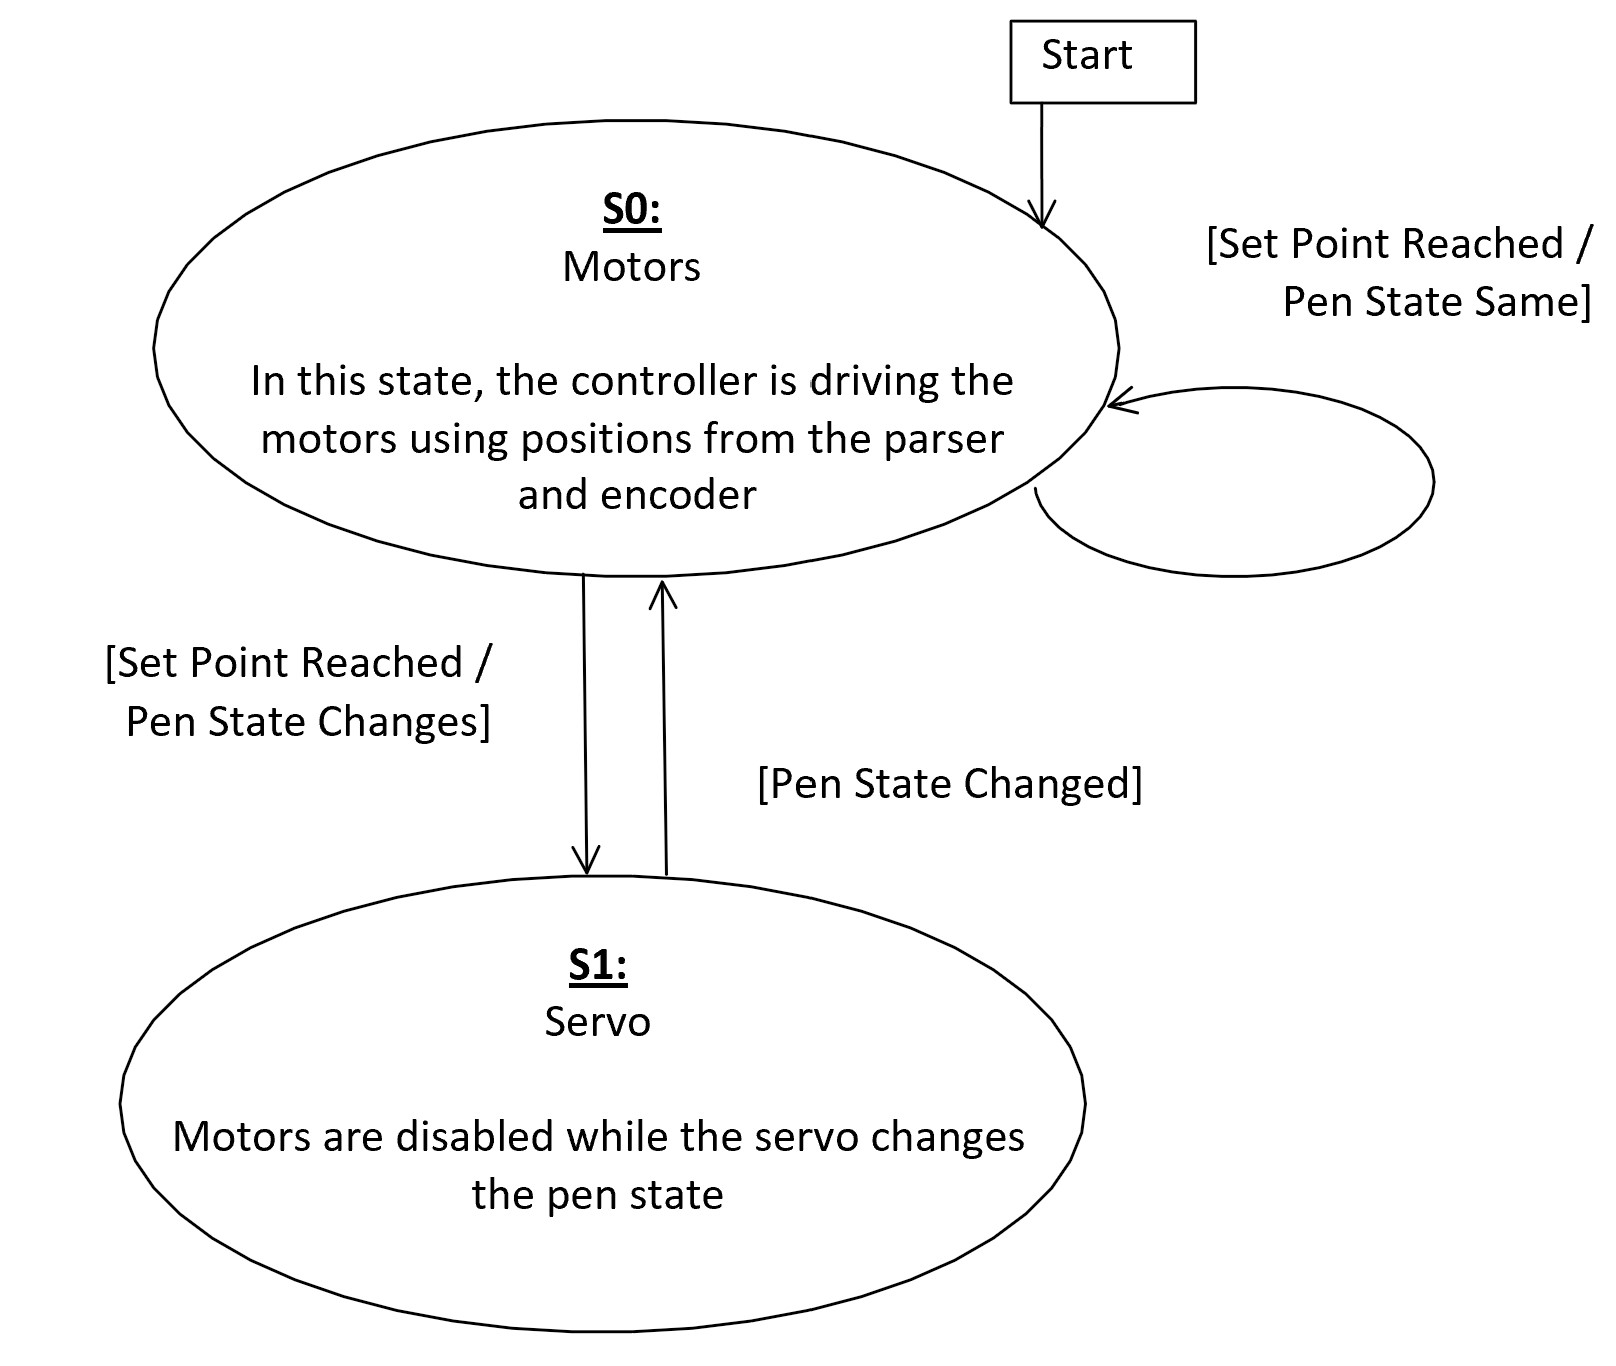 Start
S0:
Motors
[Set Point Reached /
Pen State Same]
In this state, the controller is driving the
motors using positions from the parser
and encoder
[Set Point Reached /
Pen State Changes]
[Pen State Changed]
S1:
Servo
Motors are disabled while the servo changes
the pen state